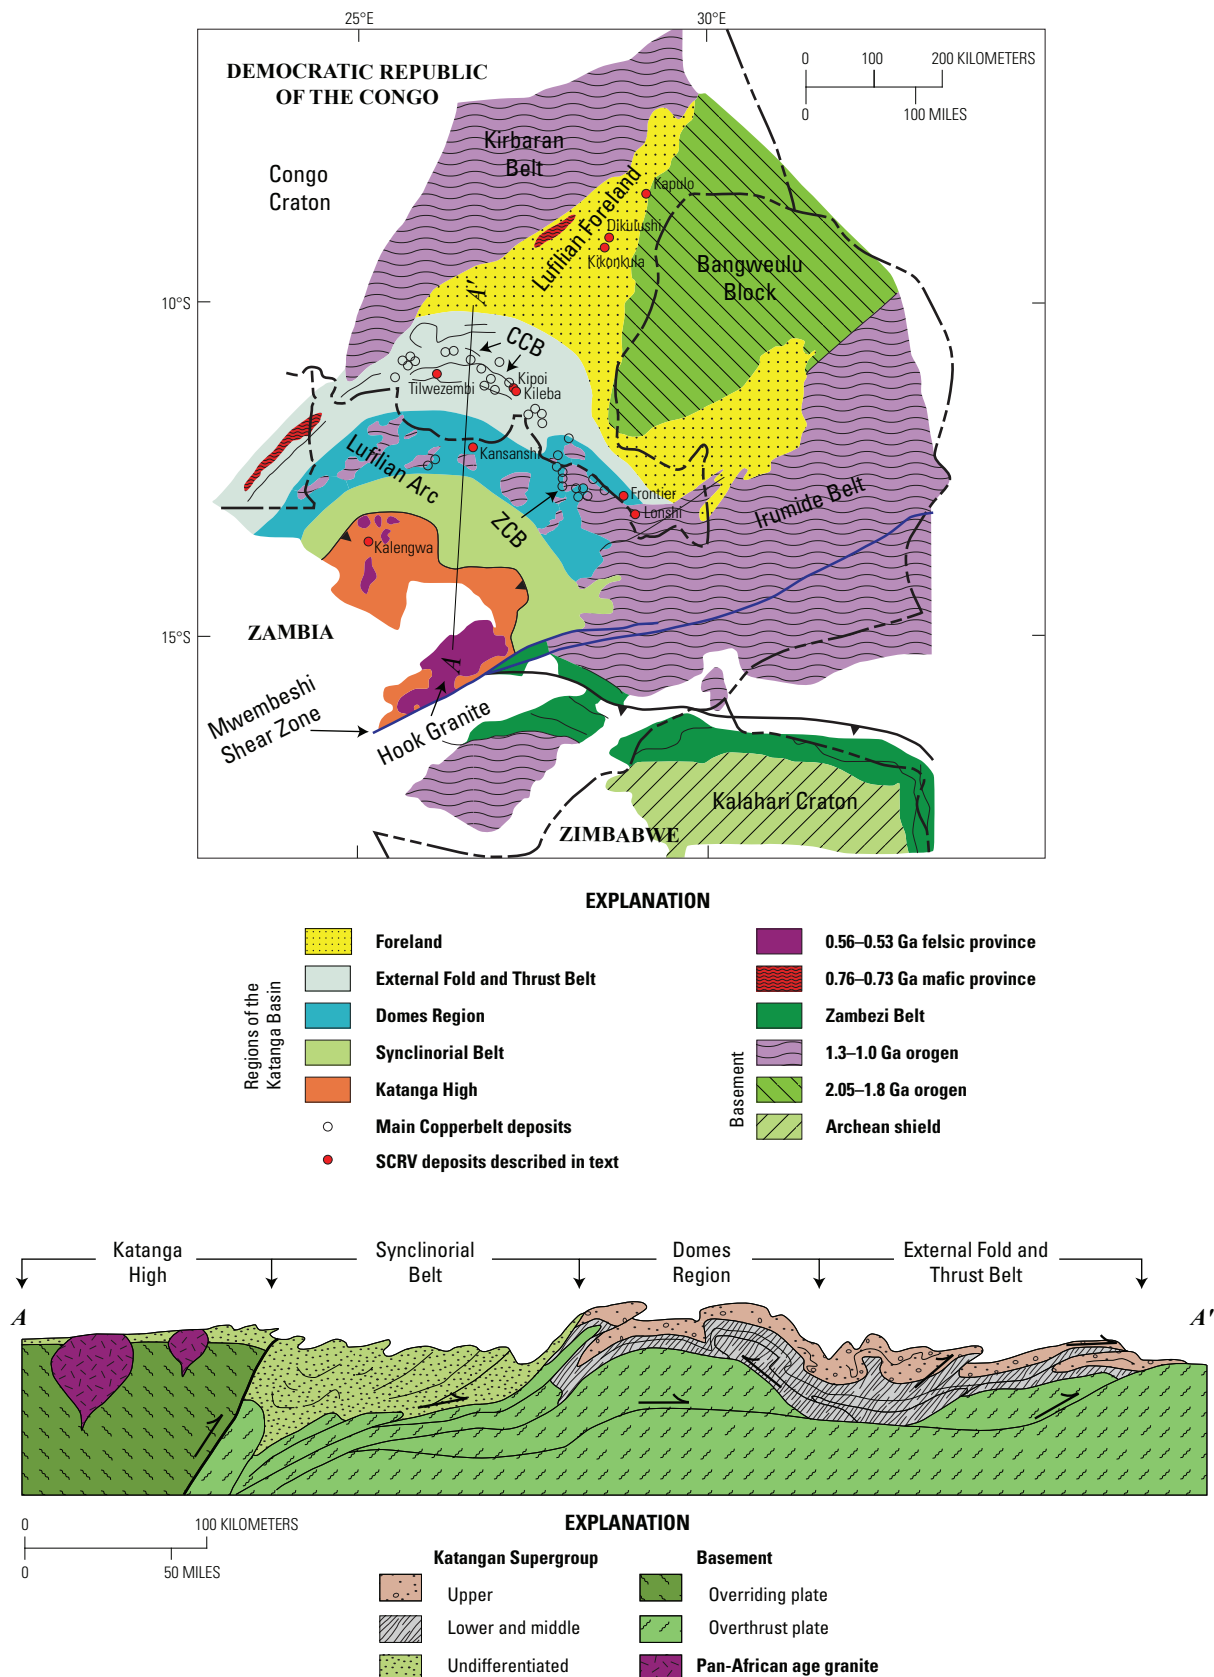 25°E
30°E
0 100 200 KILOMETERS
0 100 MILES
DEMOCRATIC REPUBLIC
OF THE CONGO
Kirbaran
Belt
Congo
Craton
Kapulo
Lufilian Foreland
Dikulushi
Kikonkula
Bangweulu
Block
10°S
A'
CCB
Tilwezembi
Kipoi
Kileba
Lufilian Arc
Kansanshi
Frontier
Lonshi
Irumide Belt
ZCB
Kalengwa
ZAMBIA
15°S
A
Mwembeshi
Shear Zone
Hook Granite
Kalahari Craton
ZIMBABWE
EXPLANATION
Regions of the
Katanga Basin
Foreland
External Fold and Thrust Belt
Domes Region
Synclinorial Belt
Katanga High
Main Copperbelt deposits
SCRV deposits described in text
0.56–0.53 Ga felsic province
0.76–0.73 Ga mafic province
Zambezi Belt
Basement
1.3–1.0 Ga orogen
2.05–1.8 Ga orogen
Archean shield
Katanga
High
Synclinorial
Belt
Domes
Region
External Fold and
Thrust Belt
A
A'
0 100 KILOMETERS
0 50 MILES
EXPLANATION
Katangan Supergroup
Upper
Lower and middle
Undifferentiated
Basement
Overriding plate
Overthrust plate
Pan-African age granite